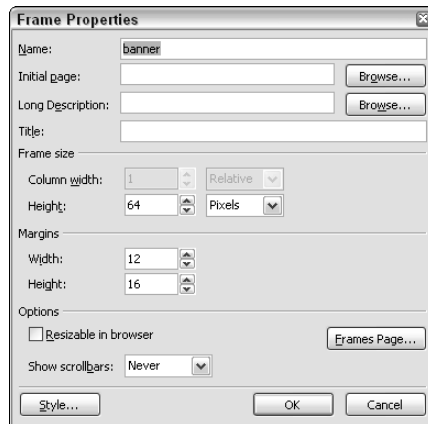 Frame Properties
Name: banner
Initial page: Browse...
Long Description: Browse...
Title:
Frame size
Column width: 1 Relative
Height: 64 Pixels
Margins
Width: 12
Height: 16
Options
Resizable in browser Frames Page...
Show scrollbars: Never
Style... OK Cancel